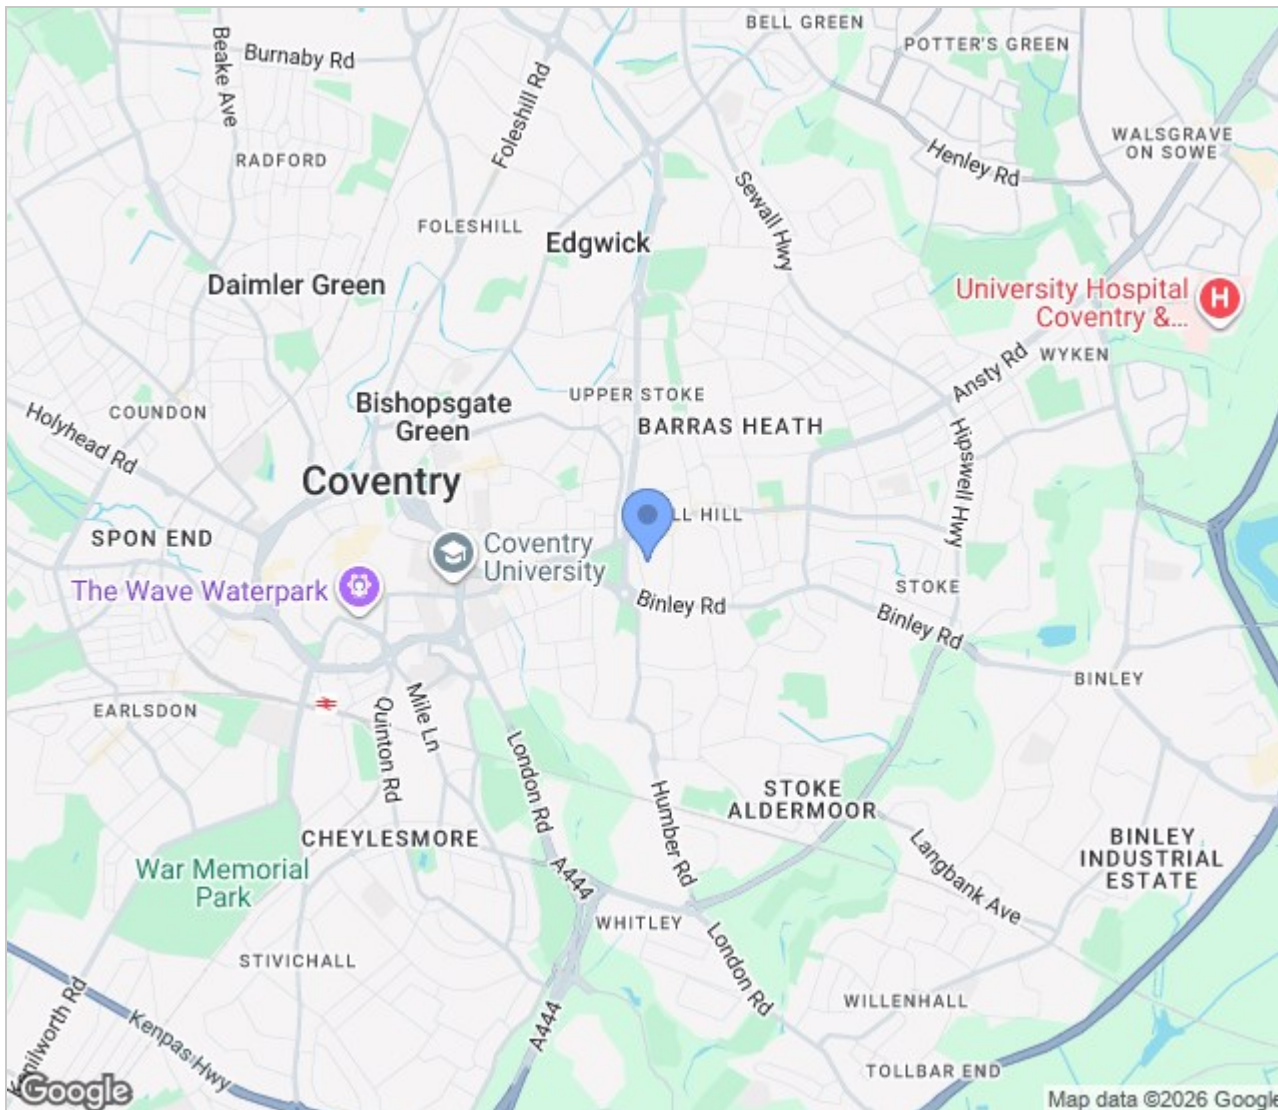 BELL GREEN
POTTER'S GREEN
Beake Ave
Burnaby Rd
Foleshill Rd
WALSGRAVE
ON SOWE
Henley Rd
RADFORD
Sewall Hwy
FOLESHILL
Edgwick
Daimler Green
University Hospital
Coventry &...
H
WYKEN
Ansty Rd
UPPER STOKE
Bishopsgate
Green
COUNDON
BARRAS HEATH
Holyhead Rd
Hipswell Hwy
Coventry
LL HILL
SPON END
Coventry
University
The Wave Waterpark
STOKE
Binley Rd
Binley Rd
BINLEY
EARLSDON
Mile Ln
Quinton Rd
London Rd
STOKE
ALDERMOOR
Humber Rd
CHEYLESMORE
BINLEY
INDUSTRIAL
ESTATE
Langbank Ave
War Memorial
Park
A444
WHITLEY
London Rd
STIVICHALL
WILLENHALL
A444
Kenilworth Rd
Kenpas Hwy
TOLLBAR END
Google
Map data ©2026 Google